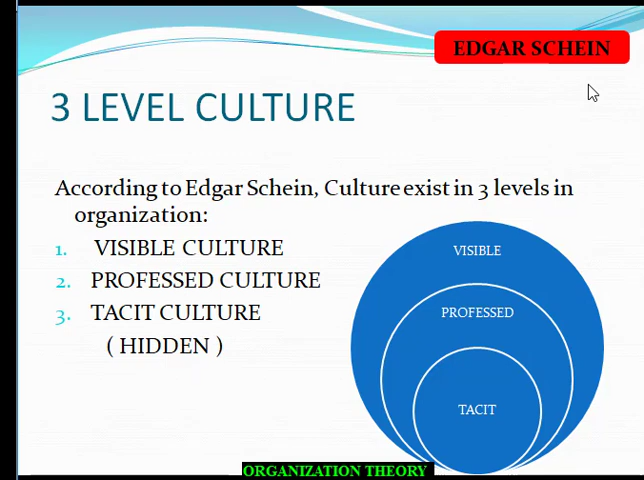 EDGAR SCHEIN
3 LEVEL CULTURE
According to Edgar Schein, Culture exist in 3 levels in
organization:
1. VISIBLE CULTURE
2. PROFESSED CULTURE
3. TACIT CULTURE
( HIDDEN )
VISIBLE
PROFESSED
TACIT
ORGANIZATION THEORY